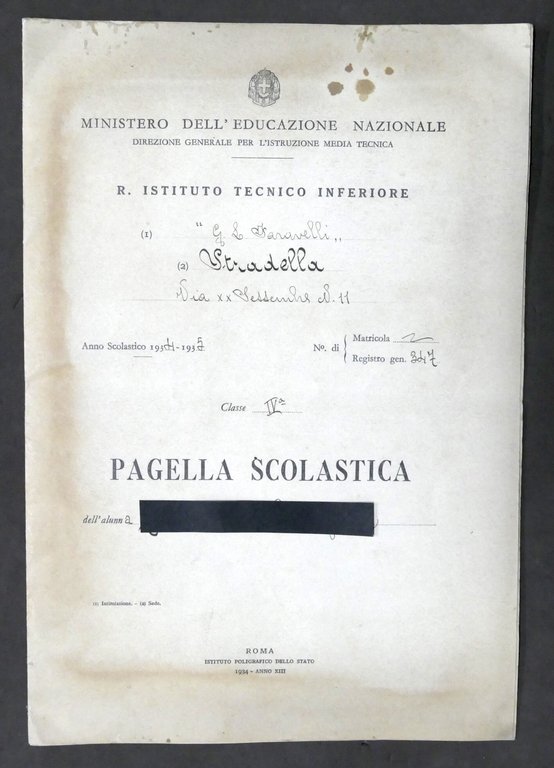 MINISTERO DELL'EDUCAZIONE NAZIONALE
DIREZIONE GENERALE PER L'ISTRUZIONE MEDIA TECNICA
R. ISTITUTO TECNICO INFERIORE
(1) "G. L. Faravelli"
(2) Stradella
Via XX Settembre N. 11
Anno Scolastico 1934-1935
No. di
Matricola
Registro gen. 347
Classe IVa
PAGELLA SCOLASTICA
dell'alunna
(1) Intitolazione. - (2) Sede.
ROMA
ISTITUTO POLIGRAFICO DELLO STATO
1934 - ANNO XIII